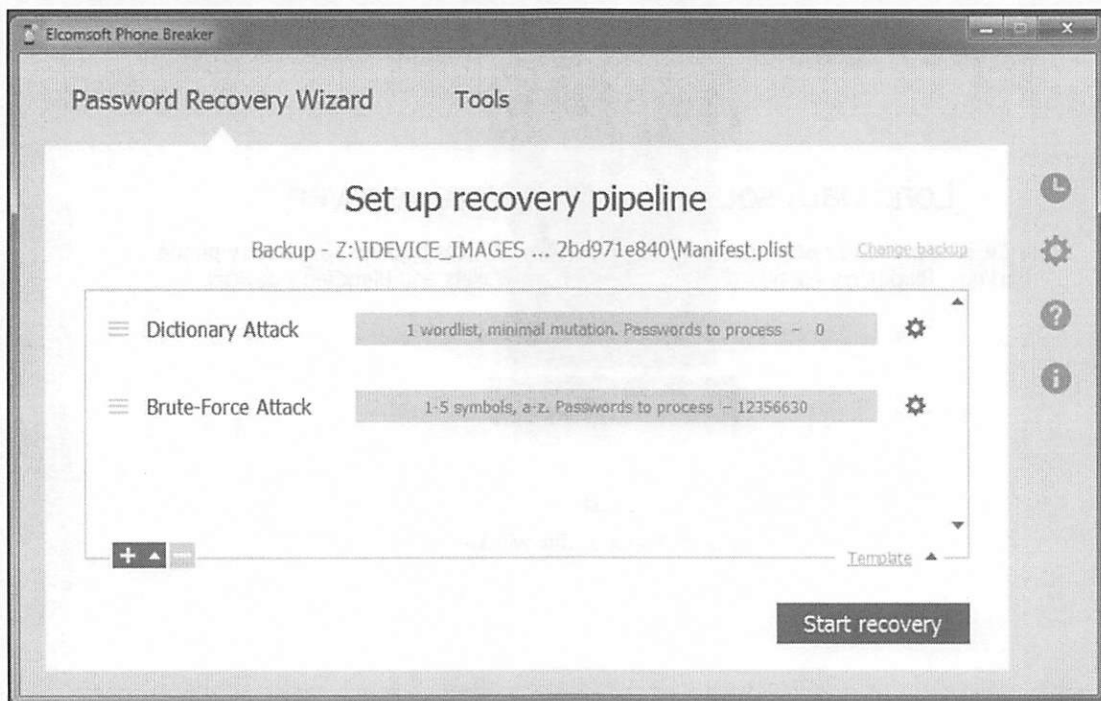 Elcomsoft Phone Breaker
Password Recovery Wizard Tools
Set up recovery pipeline
Backup - Z:\IDEVICE_IMAGES ... 2bd971e840\Manifest.plist Change backup
Dictionary Attack 1 wordlist, minimal mutation. Passwords to process – 0
Brute-Force Attack 1-5 symbols, a-z. Passwords to process – 12356630
Template
Start recovery